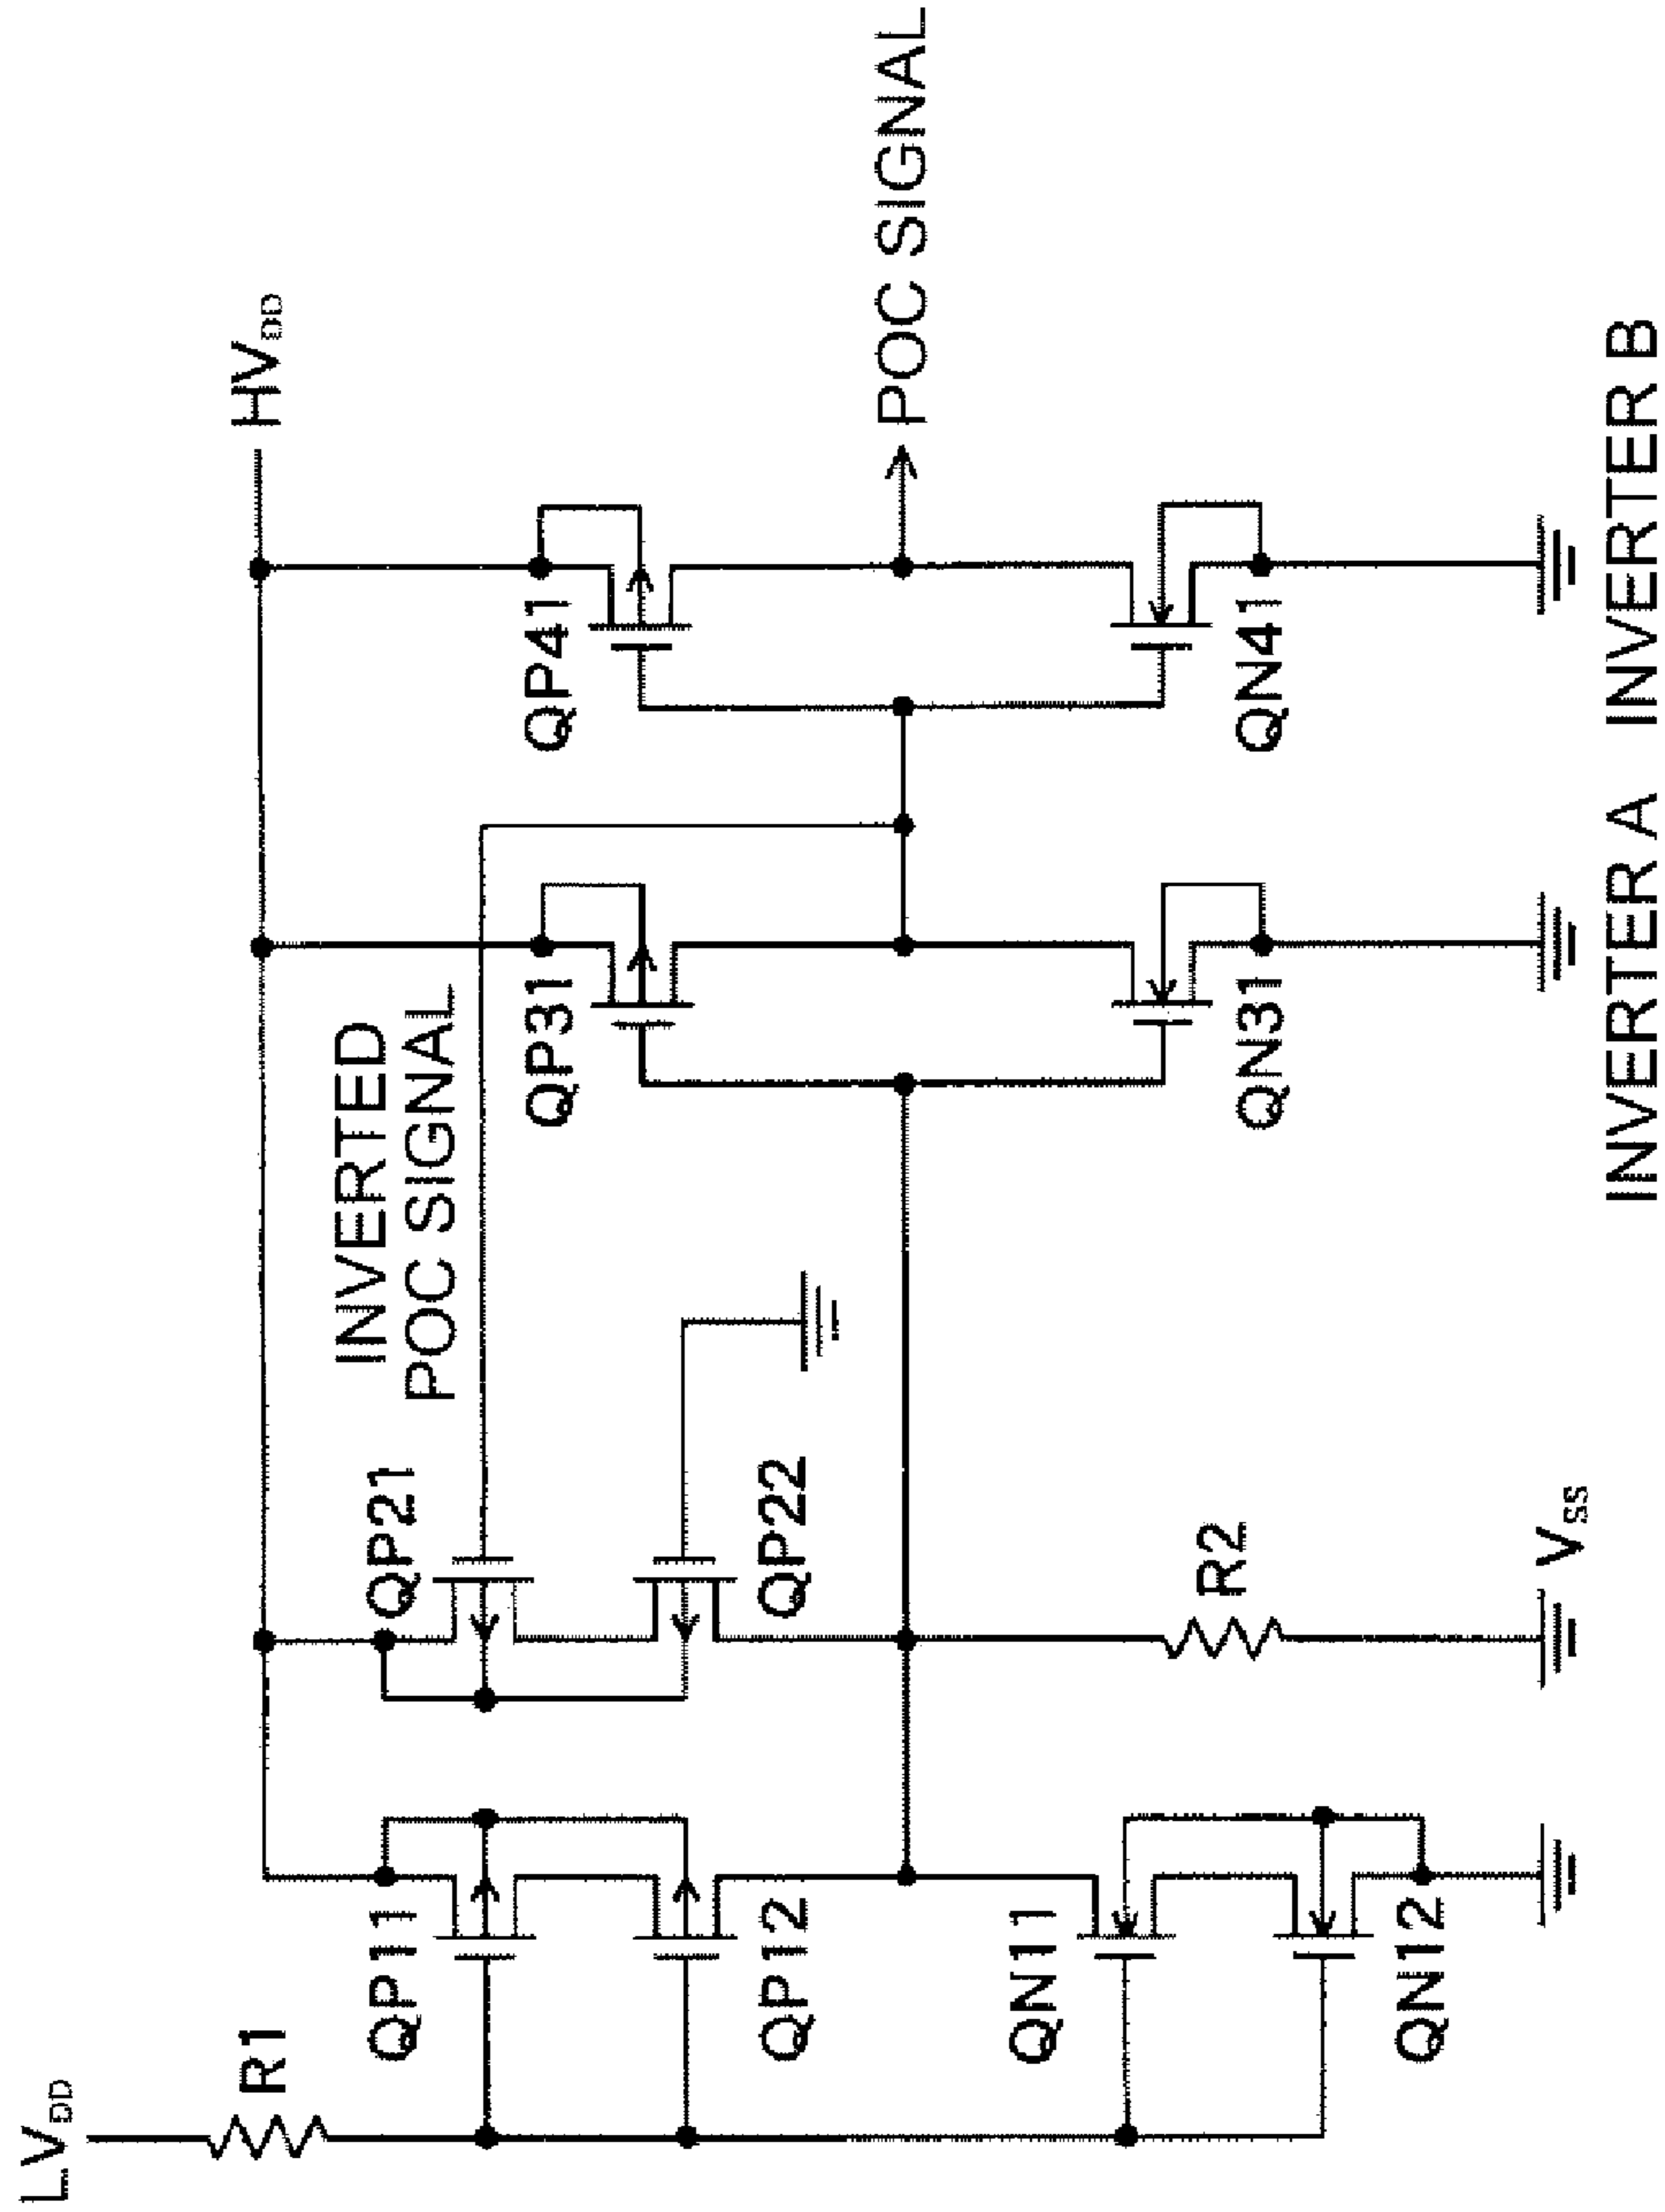 LVDD
R1
HVDD
QP11
QP12
QN11
QN12
QP21
QP22
R2
VSS
INVERTED
POC SIGNAL
QP31
QN31
QP41
QN41
POC SIGNAL
INVERTER A
INVERTER B